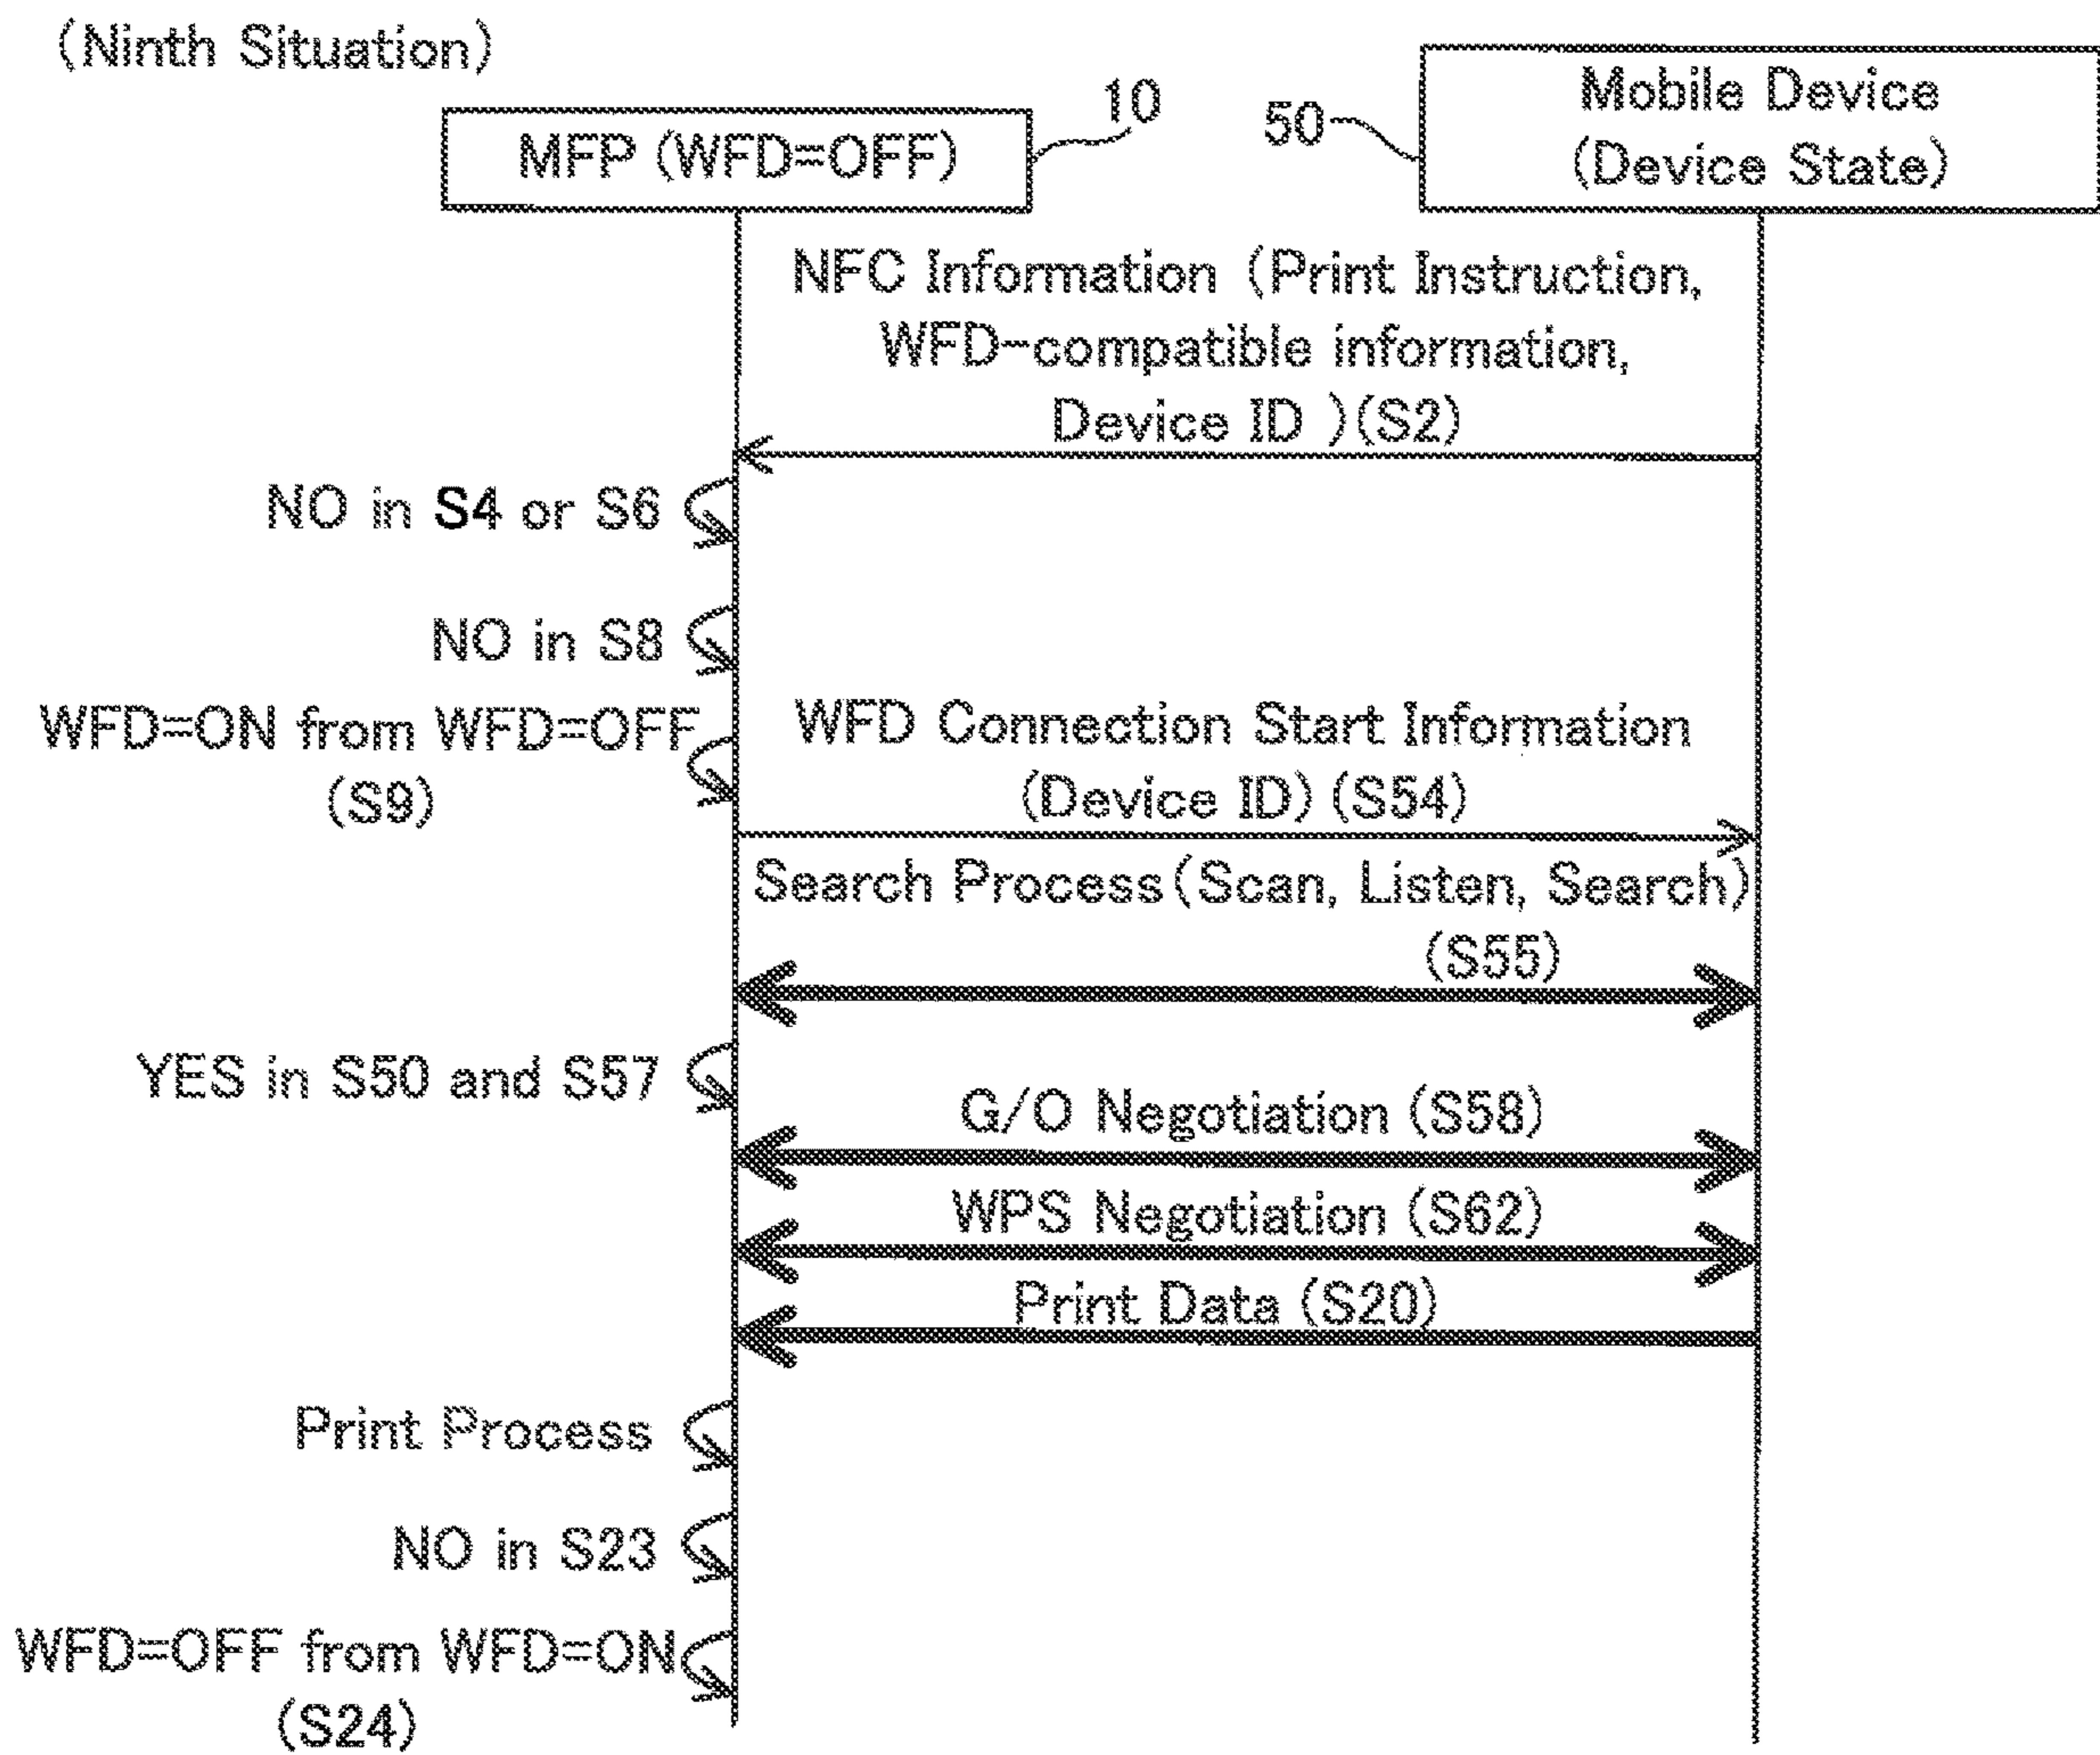 (Ninth Situation)
10
50
Mobile Device
(Device State)
MFP (WFD=OFF)
NFC Information (Print Instruction,
WFD-compatible information,
Device ID )(S2)
NO in S4 or S6
NO in S8
WFD=ON from WFD=OFF
(S9)
WFD Connection Start Information
(Device ID) (S54)
Search Process(Scan, Listen, Search)
(S55)
YES in S50 and S57
G/O Negotiation (S58)
WPS Negotiation (S62)
Print Data (S20)
Print Process
NO in S23
WFD=OFF from WFD=ON
(S24)